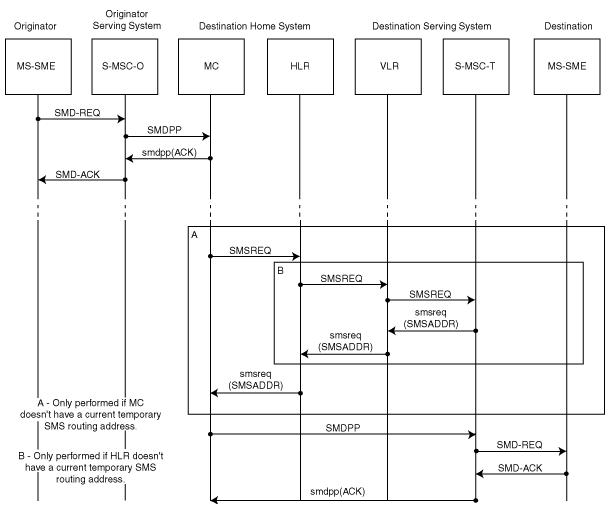 Originator
Originator
Serving System
Destination Home System
Destination Serving System
Destination
MS-SME
S-MSC-O
MC
HLR
VLR
S-MSC-T
MS-SME
SMD-REQ
SMDPP
smdpp(ACK)
SMD-ACK
A
SMSREQ
B
SMSREQ
SMSREQ
smsreq
(SMSADDR)
smsreq
(SMSADDR)
smsreq
(SMSADDR)
A - Only performed if MC
doesn't have a current temporary
SMS routing address.
SMDPP
SMD-REQ
B - Only performed if HLR doesn't
have a current temporary SMS
routing address.
SMD-ACK
smdpp(ACK)